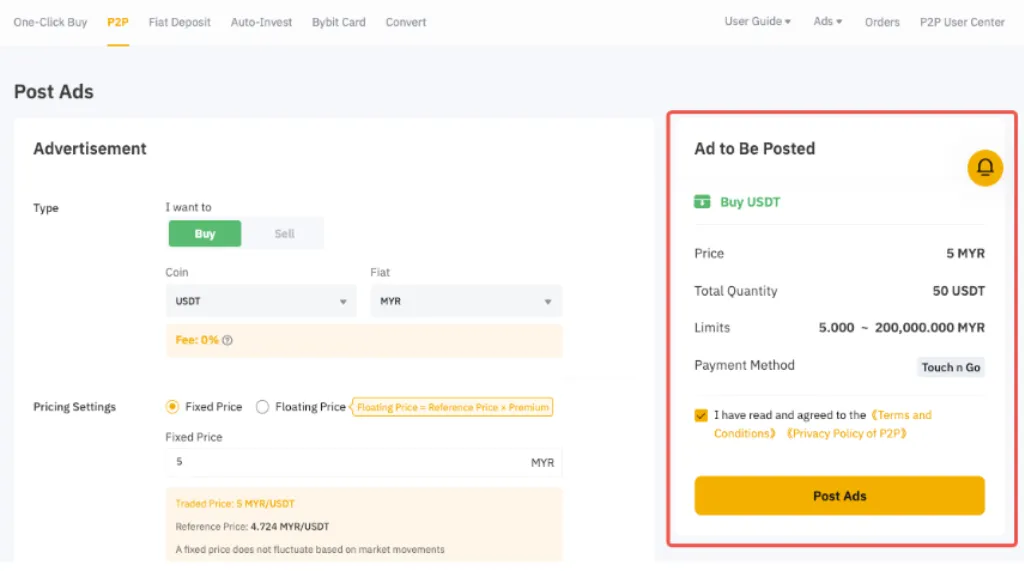 One-Click Buy P2P Fiat Deposit Auto-Invest Bybit Card Convert User Guide Ads Orders P2P User Center
Post Ads
Advertisement
Type
I want to
Buy Sell
Coin Fiat
USDT MYR
Fee: 0%
Pricing Settings
Fixed Price Floating Price Floating Price = Reference Price × Premium
Fixed Price
5 MYR
Traded Price: 5 MYR/USDT
Reference Price: 4.724 MYR/USDT
A fixed price does not fluctuate based on market movements
Ad to Be Posted
Buy USDT
Price 5 MYR
Total Quantity 50 USDT
Limits 5.000 ~ 200,000.000 MYR
Payment Method Touch n Go
I have read and agreed to the 《Terms and
Conditions》 《Privacy Policy of P2P》
Post Ads